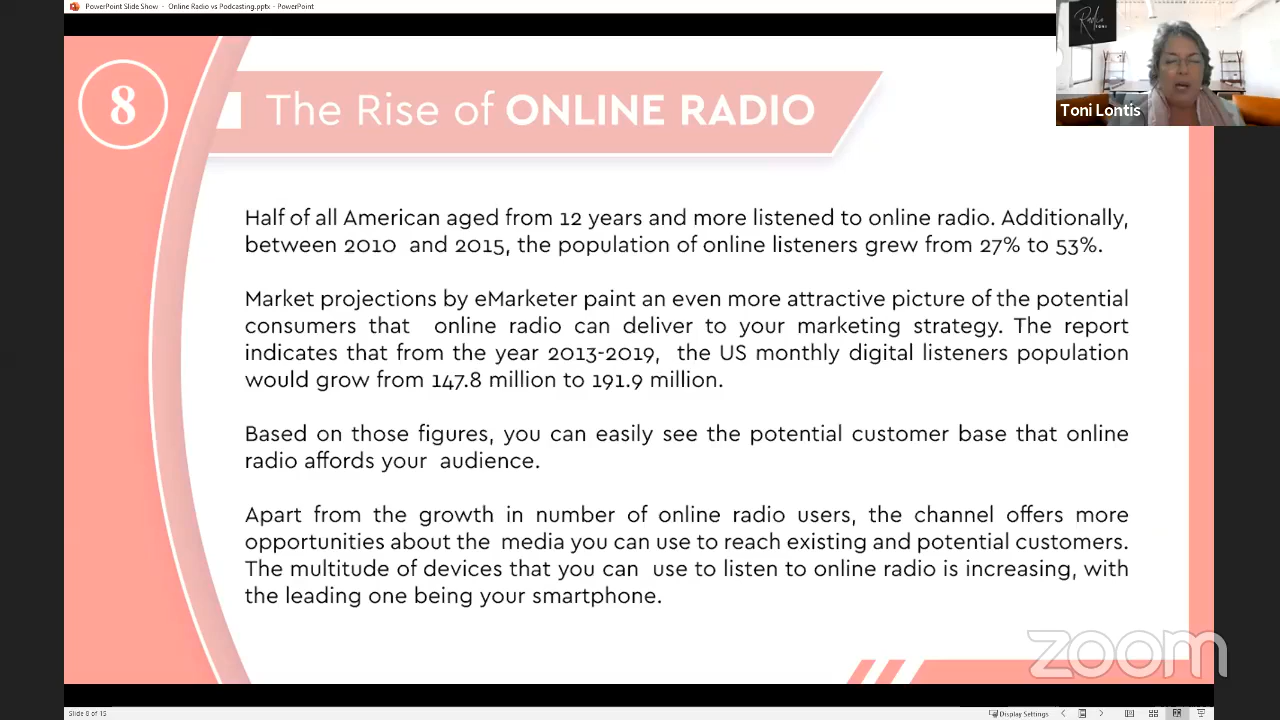 PowerPoint Slide Show - Online Radio vs Podcasting.pptx - PowerPoint
Radio
TONI
Toni Lontis
8
The Rise of ONLINE RADIO
Half of all American aged from 12 years and more listened to online radio. Additionally,
between 2010 and 2015, the population of online listeners grew from 27% to 53%.
Market projections by eMarketer paint an even more attractive picture of the potential
consumers that online radio can deliver to your marketing strategy. The report
indicates that from the year 2013-2019, the US monthly digital listeners population
would grow from 147.8 million to 191.9 million.
Based on those figures, you can easily see the potential customer base that online
radio affords your audience.
Apart from the growth in number of online radio users, the channel offers more
opportunities about the media you can use to reach existing and potential customers.
The multitude of devices that you can use to listen to online radio is increasing, with
the leading one being your smartphone.
zoom
Slide 8 of 15
Display Settings